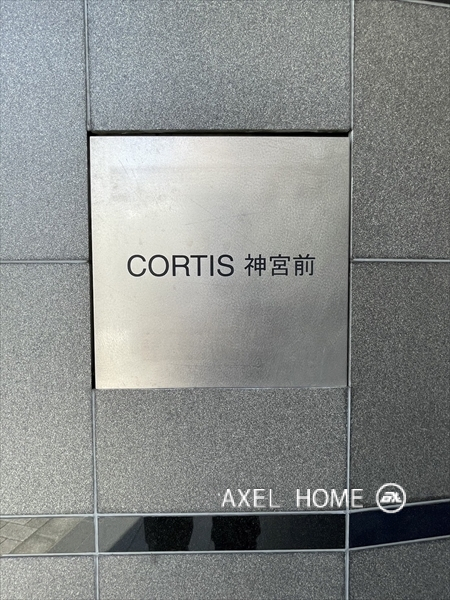 CORTIS 神宮前
AXEL HOME